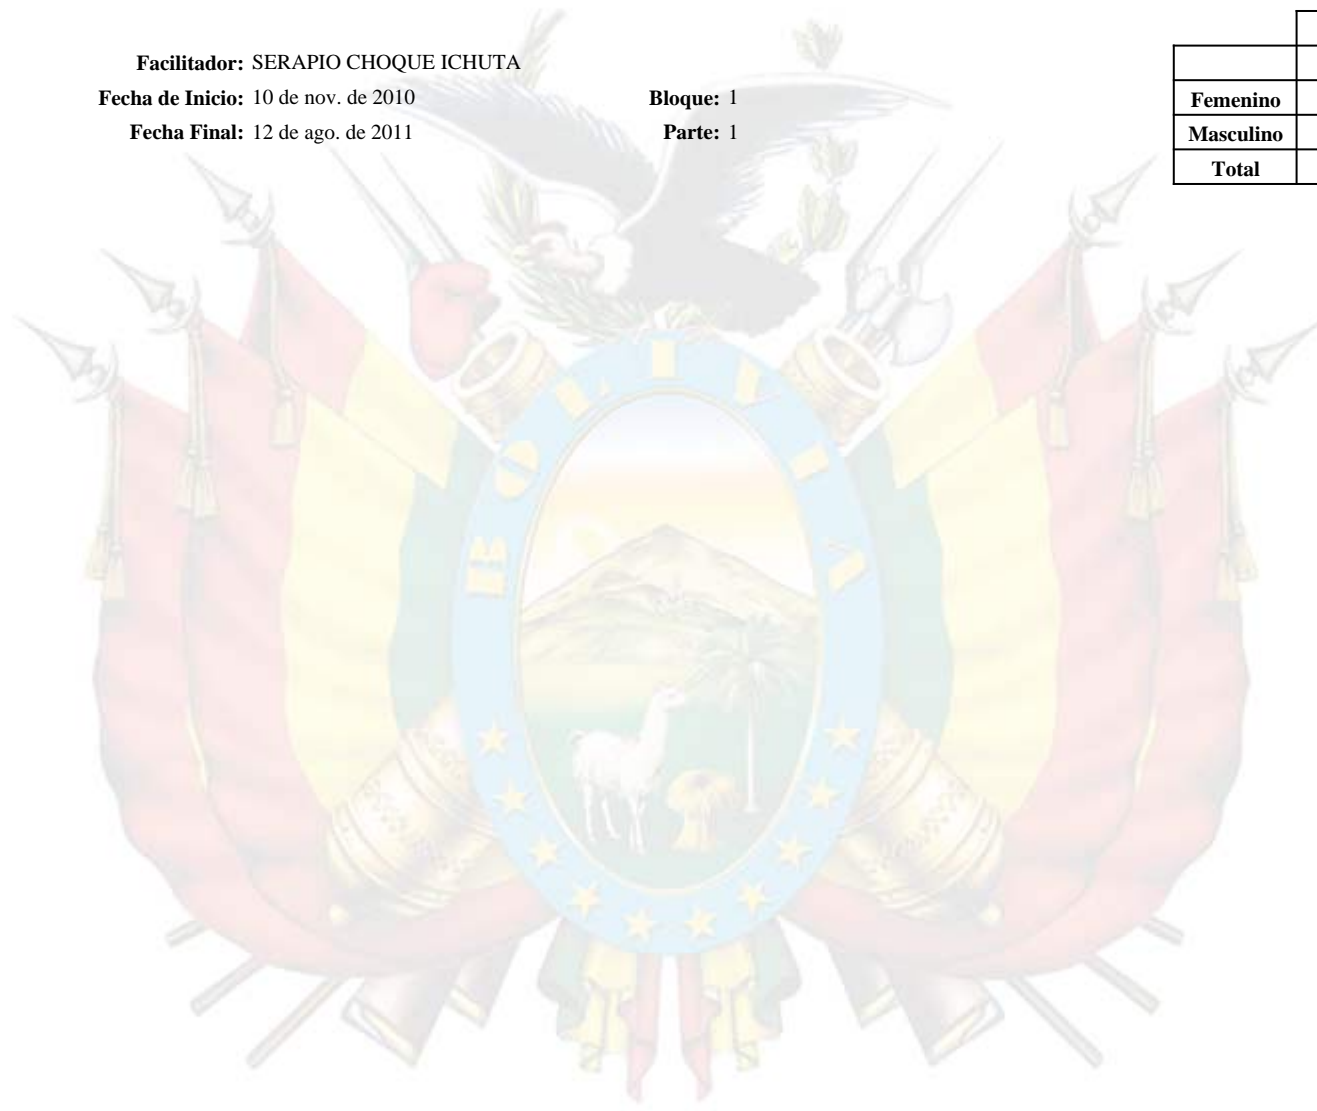 Facilitador: SERAPIO CHOQUE ICHUTA
Fecha de Inicio: 10 de nov. de 2010 Bloque: 1
Fecha Final: 12 de ago. de 2011 Parte: 1
Femenino
Masculino
Total
BOLIVIA